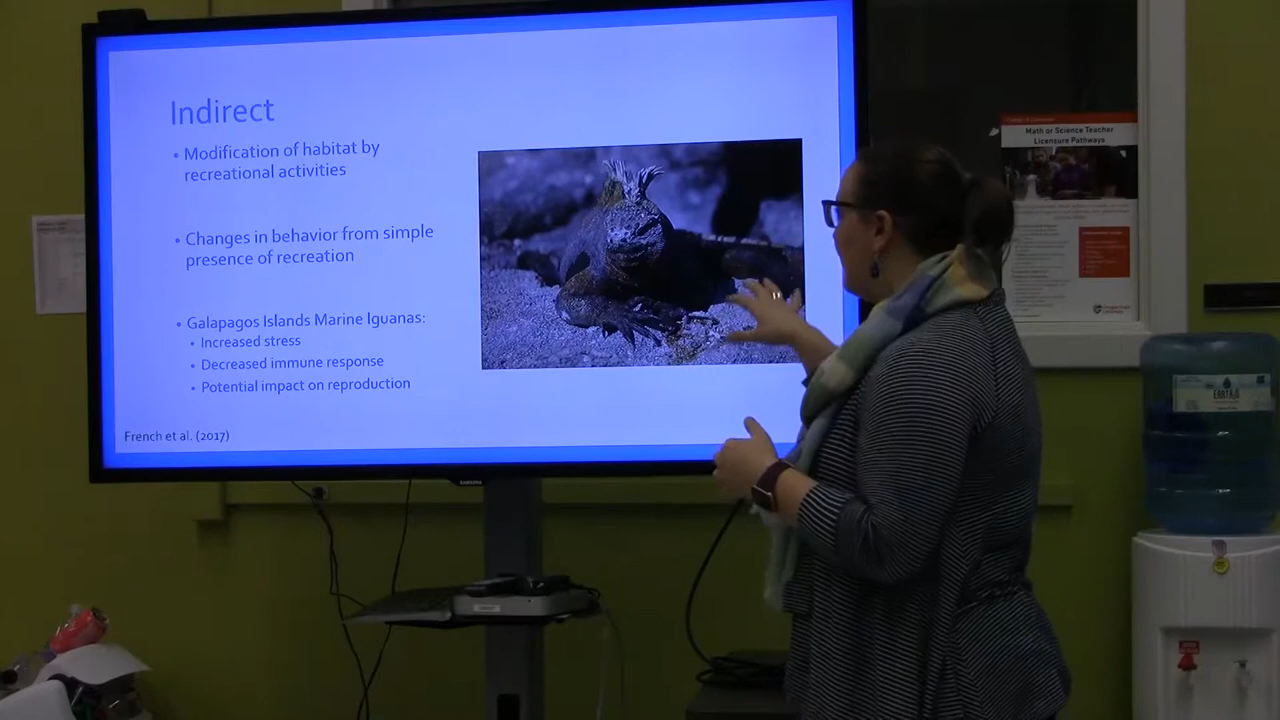 Indirect
• Modification of habitat by
recreational activities
• Changes in behavior from simple
presence of recreation
• Galapagos Islands Marine Iguanas:
• Increased stress
• Decreased immune response
• Potential impact on reproduction
French et al. (2017)
SAMSUNG
Math or Science Teacher
Licensure Pathways
EARTH2O